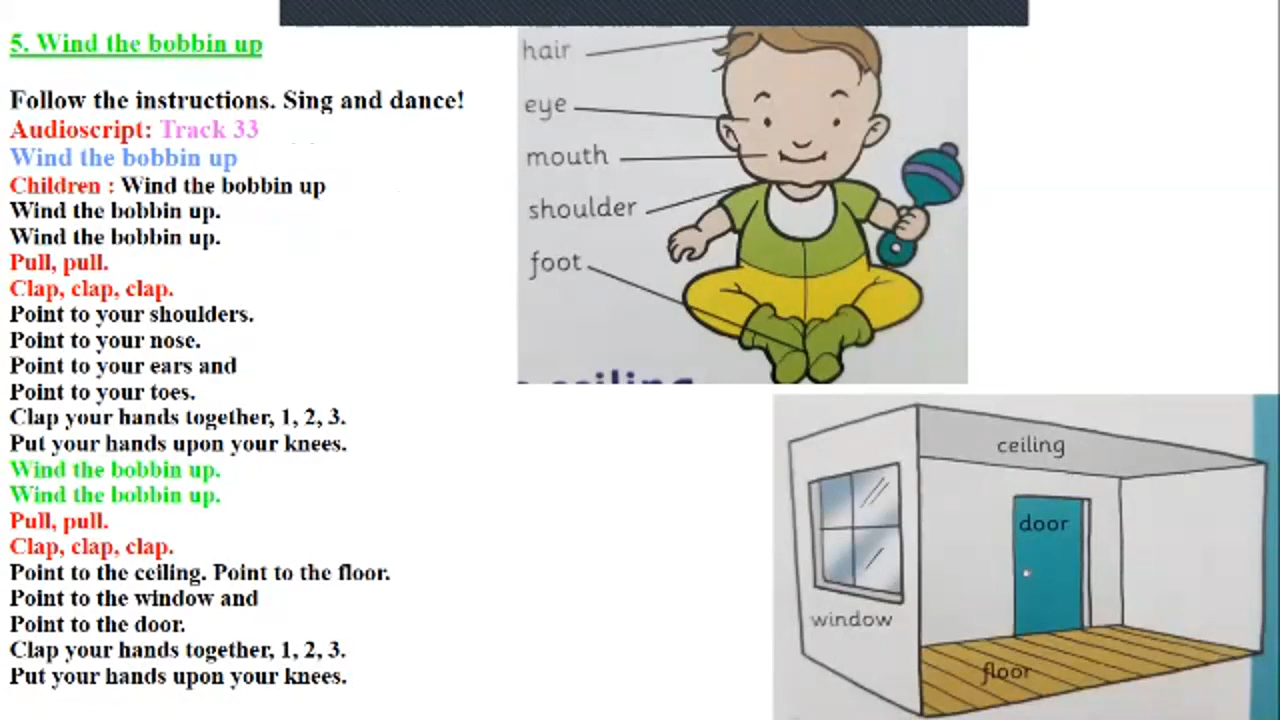 5. Wind the bobbin up
Follow the instructions. Sing and dance!
Audioscript: Track 33
Wind the bobbin up
Children : Wind the bobbin up
Wind the bobbin up.
Wind the bobbin up.
Pull, pull.
Clap, clap, clap.
Point to your shoulders.
Point to your nose.
Point to your ears and
Point to your toes.
Clap your hands together, 1, 2, 3.
Put your hands upon your knees.
Wind the bobbin up.
Wind the bobbin up.
Pull, pull.
Clap, clap, clap.
Point to the ceiling. Point to the floor.
Point to the window and
Point to the door.
Clap your hands together, 1, 2, 3.
Put your hands upon your knees.
hair
eye
mouth
shoulder
foot
ceiling
ceiling
door
window
floor